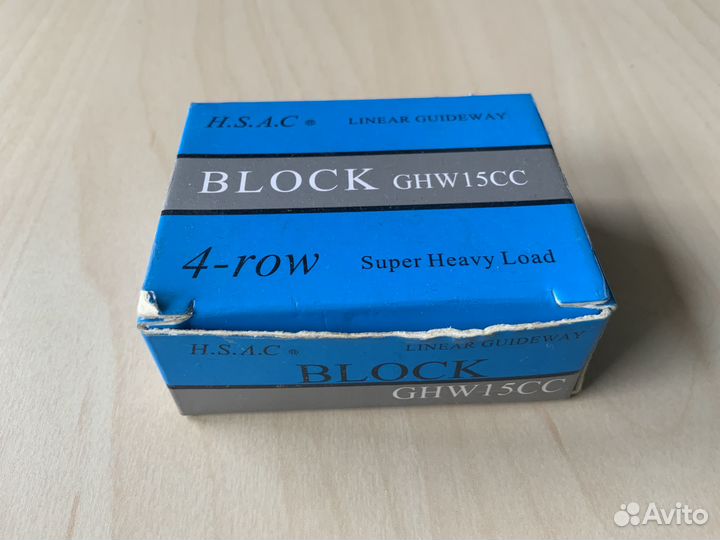 H.S.A.C ® LINEAR GUIDEWAY
BLOCK GHW15CC
4-row Super Heavy Load
H.S.A.C ® LINEAR GUIDEWAY
BLOCK
GHW15CC
Avito